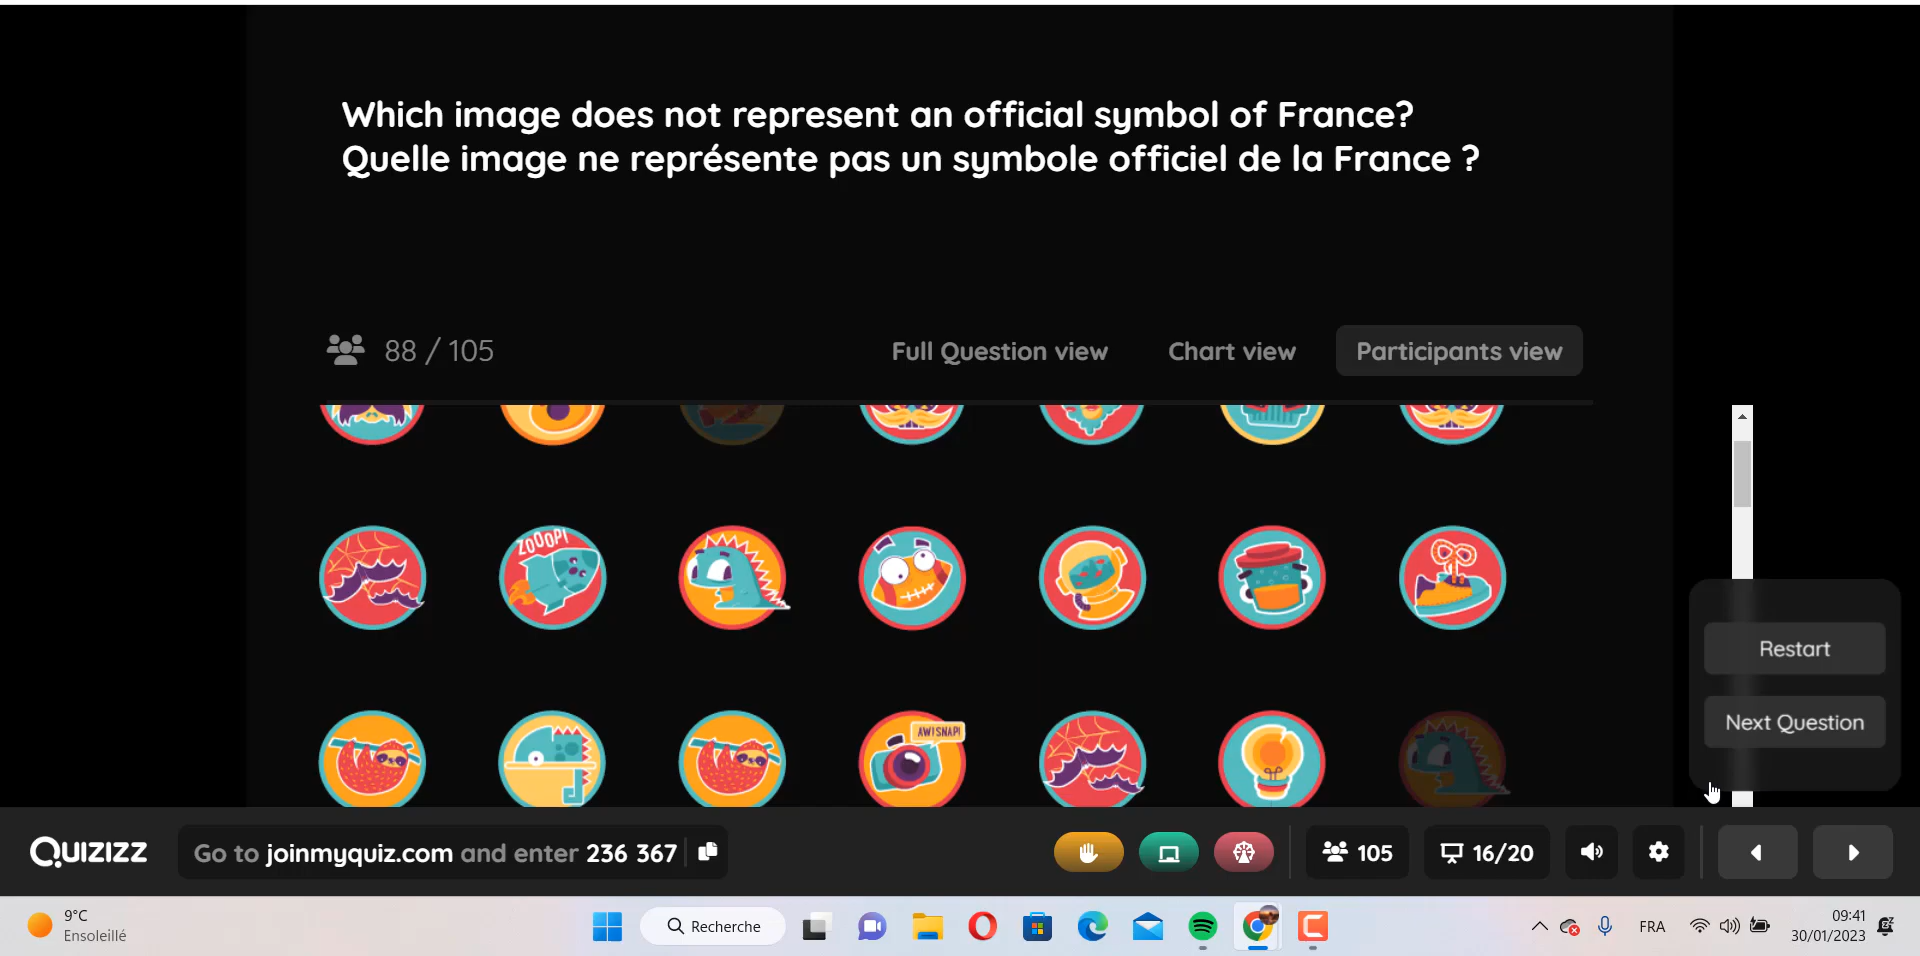 Which image does not represent an official symbol of France?
Quelle image ne représente pas un symbole officiel de la France ?
88 / 105
Full Question view
Chart view
Participants view
ZOOOP!
Restart
AW! SNAP!
Next Question
QUIZIZZ
Go to joinmyquiz.com and enter 236 367
105
16/20
9°C
Ensoleillé
Recherche
FRA
09:41
30/01/2023